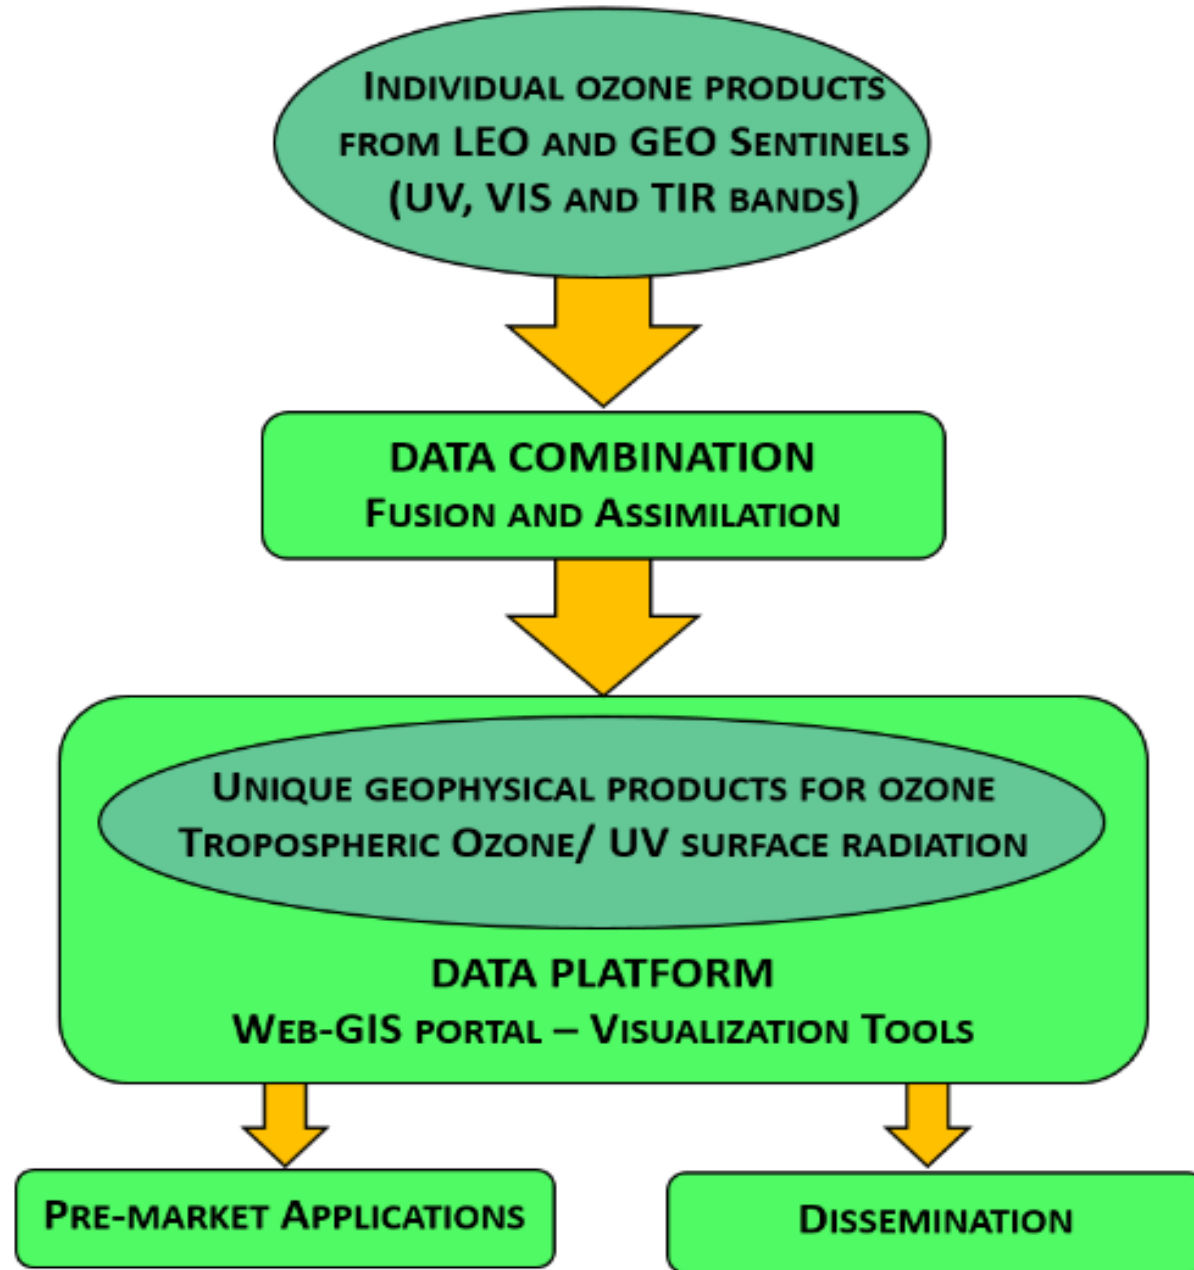 Individual ozone products
from LEO and GEO Sentinels
(UV, VIS and TIR bands)
DATA COMBINATION
Fusion and Assimilation
Unique geophysical products for ozone
Tropospheric Ozone/ UV surface radiation
DATA PLATFORM
Web-GIS portal – Visualization Tools
Pre-market Applications
Dissemination